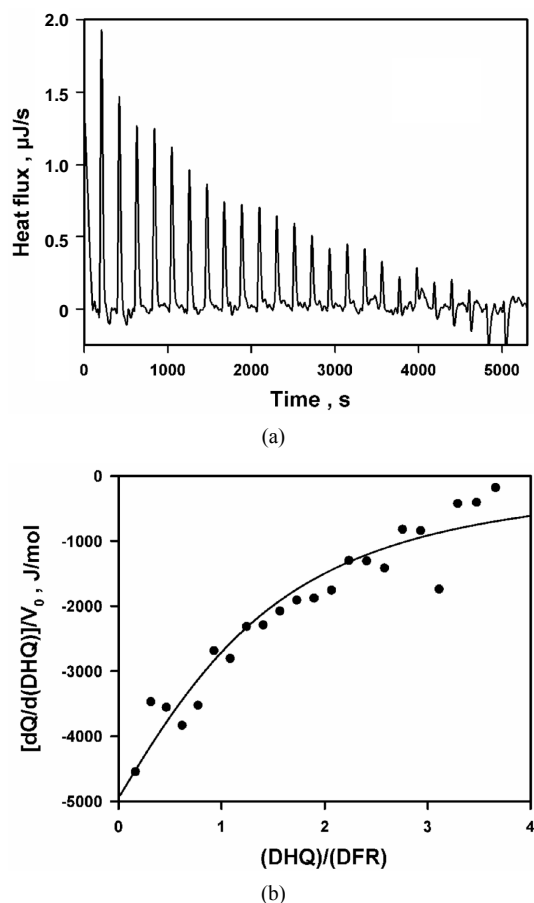 2.0
1.5
1.0
0.5
0
Heat flux , µJ/s
0 1000 2000 3000 4000 5000
Time , s
(a)
0
-1000
-2000
-3000
-4000
-5000
[dQ/d(DHQ)]/V₀ , J/mol
0 1 2 3 4
(DHQ)/(DFR)
(b)